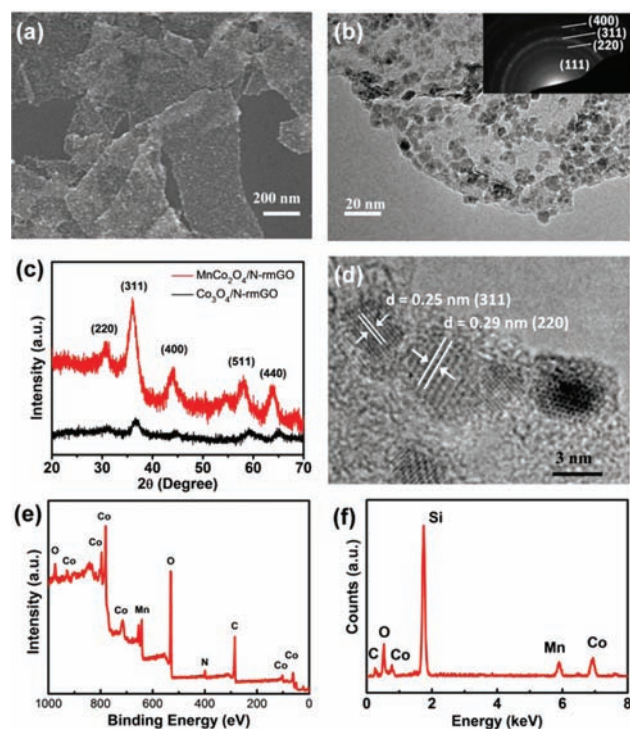 (a)
200 nm
(b)
(400)
(311)
(220)
(111)
20 nm
(c)
MnCo₂O₄/N-rmGO
Co₃O₄/N-rmGO
(311)
(220)
(400)
(511)
(440)
Intensity (a.u.)
20 30 40 50 60 70
2θ (Degree)
(d)
d = 0.25 nm (311)
d = 0.29 nm (220)
3 nm
(e)
O
Co
Co
Co
Co
Mn
O
N
C
Co
Co
Intensity (a.u.)
1000 800 600 400 200 0
Binding Energy (eV)
(f)
Si
C
O
Co
Mn
Co
Counts (a.u.)
0 2 4 6 8
Energy (keV)